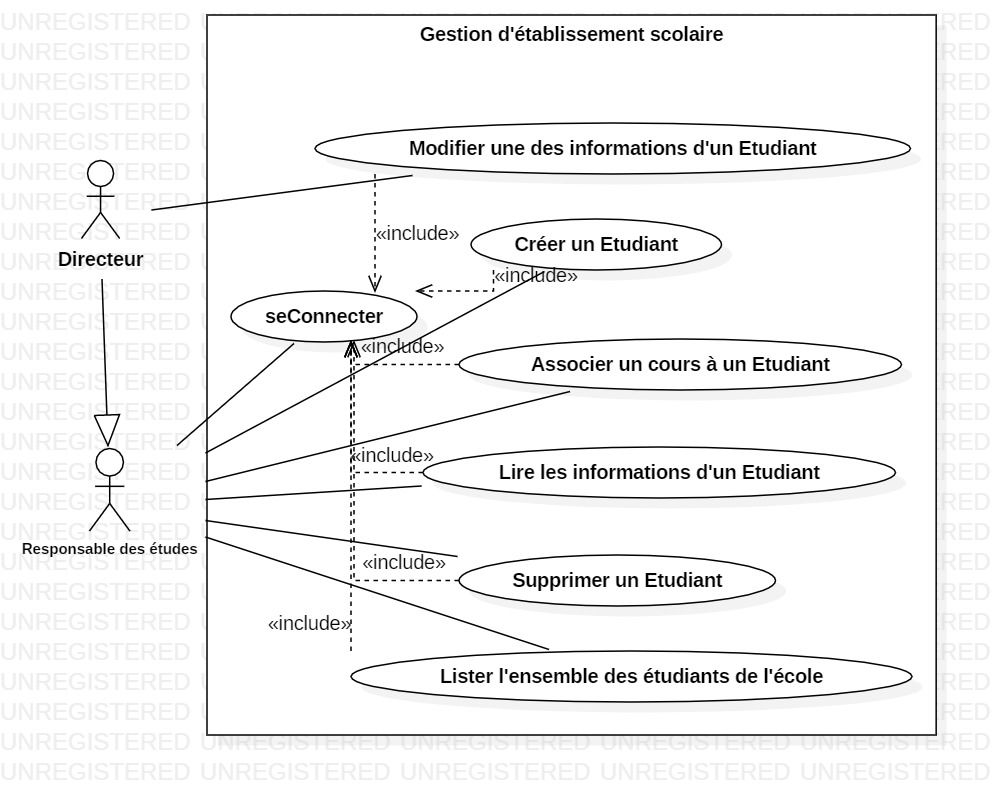 Gestion d'établissement scolaire
Modifier une des informations d'un Etudiant
«include»
Créer un Etudiant
«include»
Directeur
seConnecter
«include»
Associer un cours à un Etudiant
«include»
Lire les informations d'un Etudiant
Responsable des études
«include»
Supprimer un Etudiant
«include»
Lister l'ensemble des étudiants de l'école
UNREGISTERED UNREGISTERED UNREGISTERED UNREGISTERED UNREGISTERED